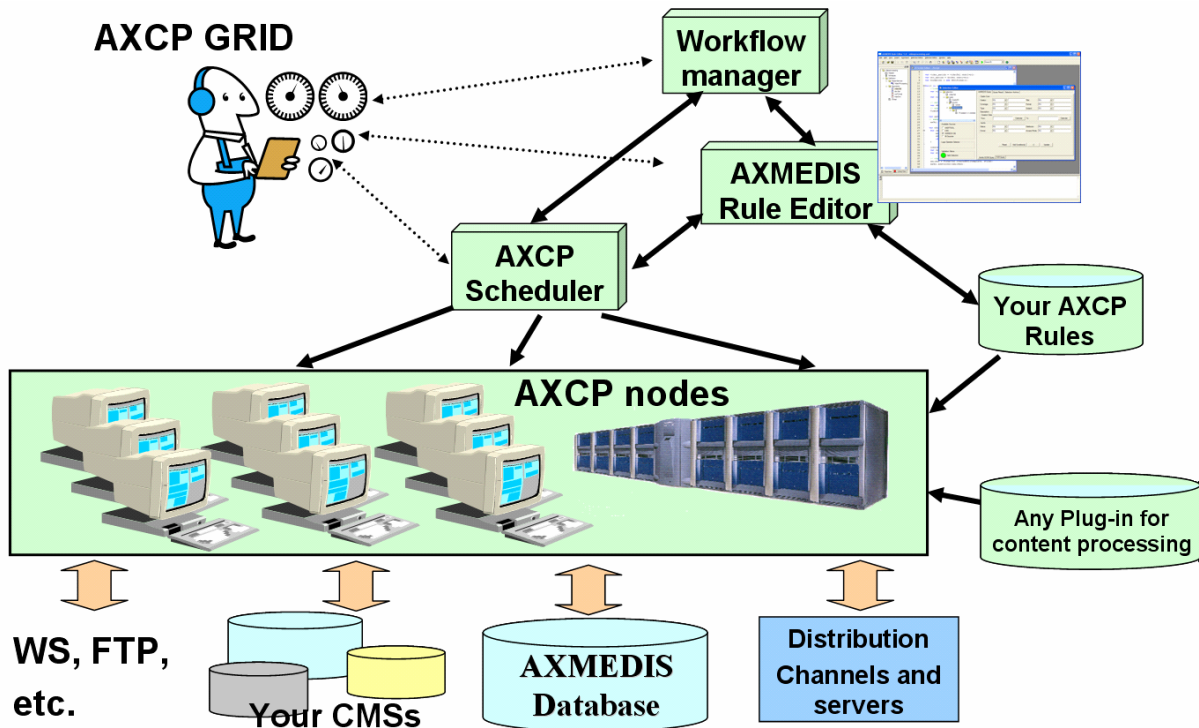 AXCP GRID
Workflow
manager
AXMEDIS
Rule Editor
AXCP
Scheduler
Your AXCP
Rules
AXCP nodes
Any Plug-in for
content processing
WS, FTP,
etc.
Your CMSs
AXMEDIS
Database
Distribution
Channels and
servers